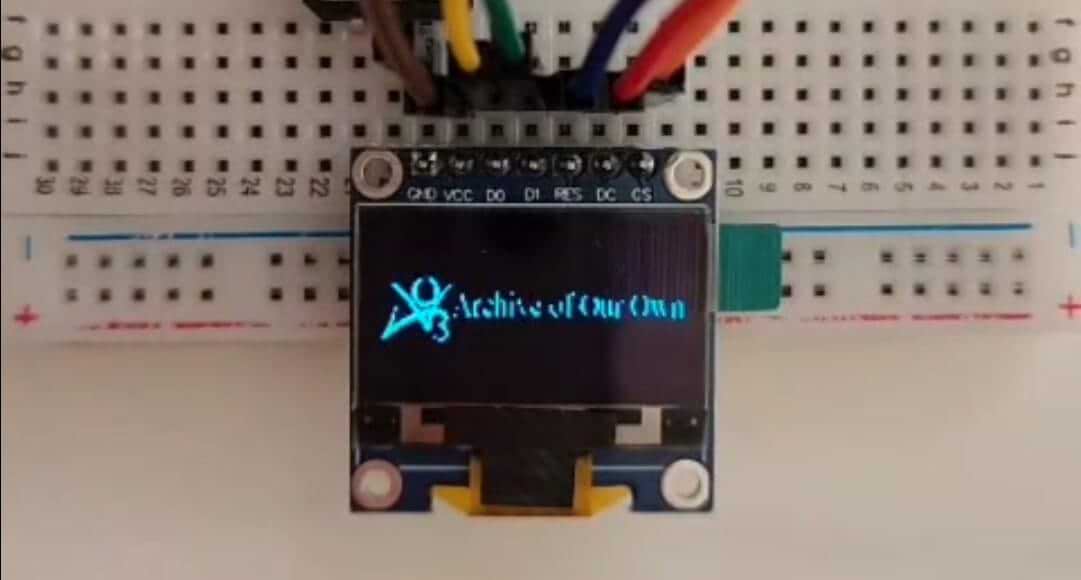 f f
g g
h h
i i
j j
30 29 28 27 26 25 24 23 22 10 9 8 7 6 5 4 3 2 1
GND VCC D0 D1 RES DC CS
Archive of Our Own
- -
+ +